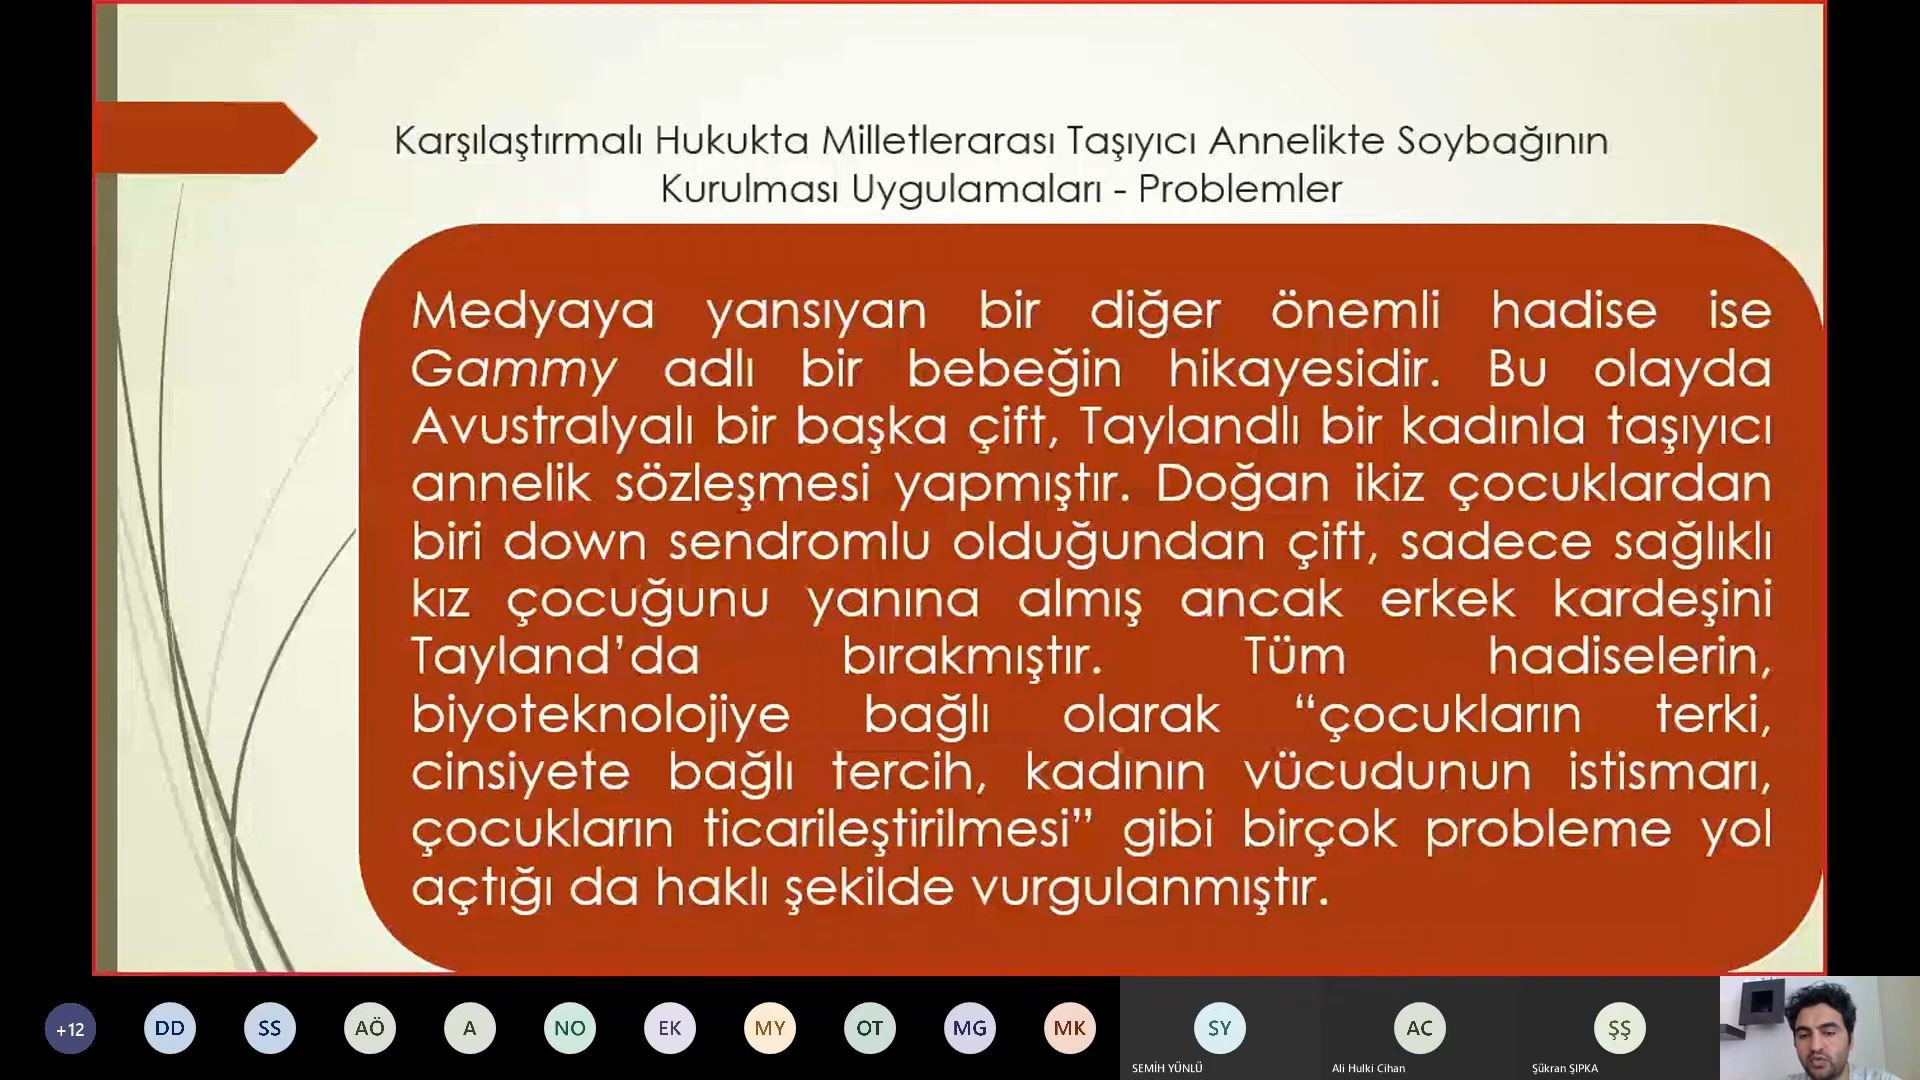 Karşılaştırmalı Hukukta Milletlerarası Taşıyıcı Annelikte Soybağının
Kurulması Uygulamaları - Problemler
Medyaya yansıyan bir diğer önemli hadise ise
Gammy adlı bir bebeğin hikayesidir. Bu olayda
Avustralyalı bir başka çift, Taylandlı bir kadınla taşıyıcı
annelik sözleşmesi yapmıştır. Doğan ikiz çocuklardan
biri down sendromlu olduğundan çift, sadece sağlıklı
kız çocuğunu yanına almış ancak erkek kardeşini
Tayland’da bırakmıştır. Tüm hadiselerin,
biyoteknolojiye bağlı olarak “çocukların terki,
cinsiyete bağlı tercih, kadının vücudunun istismarı,
çocukların ticarileştirilmesi” gibi birçok probleme yol
açtığı da haklı şekilde vurgulanmıştır.
+12 DD SS AÖ A NO EK MY OT MG MK SY AC ŞŞ
SEMİH YÜNLÜ Ali Hulki Cihan Şükran ŞIPKA